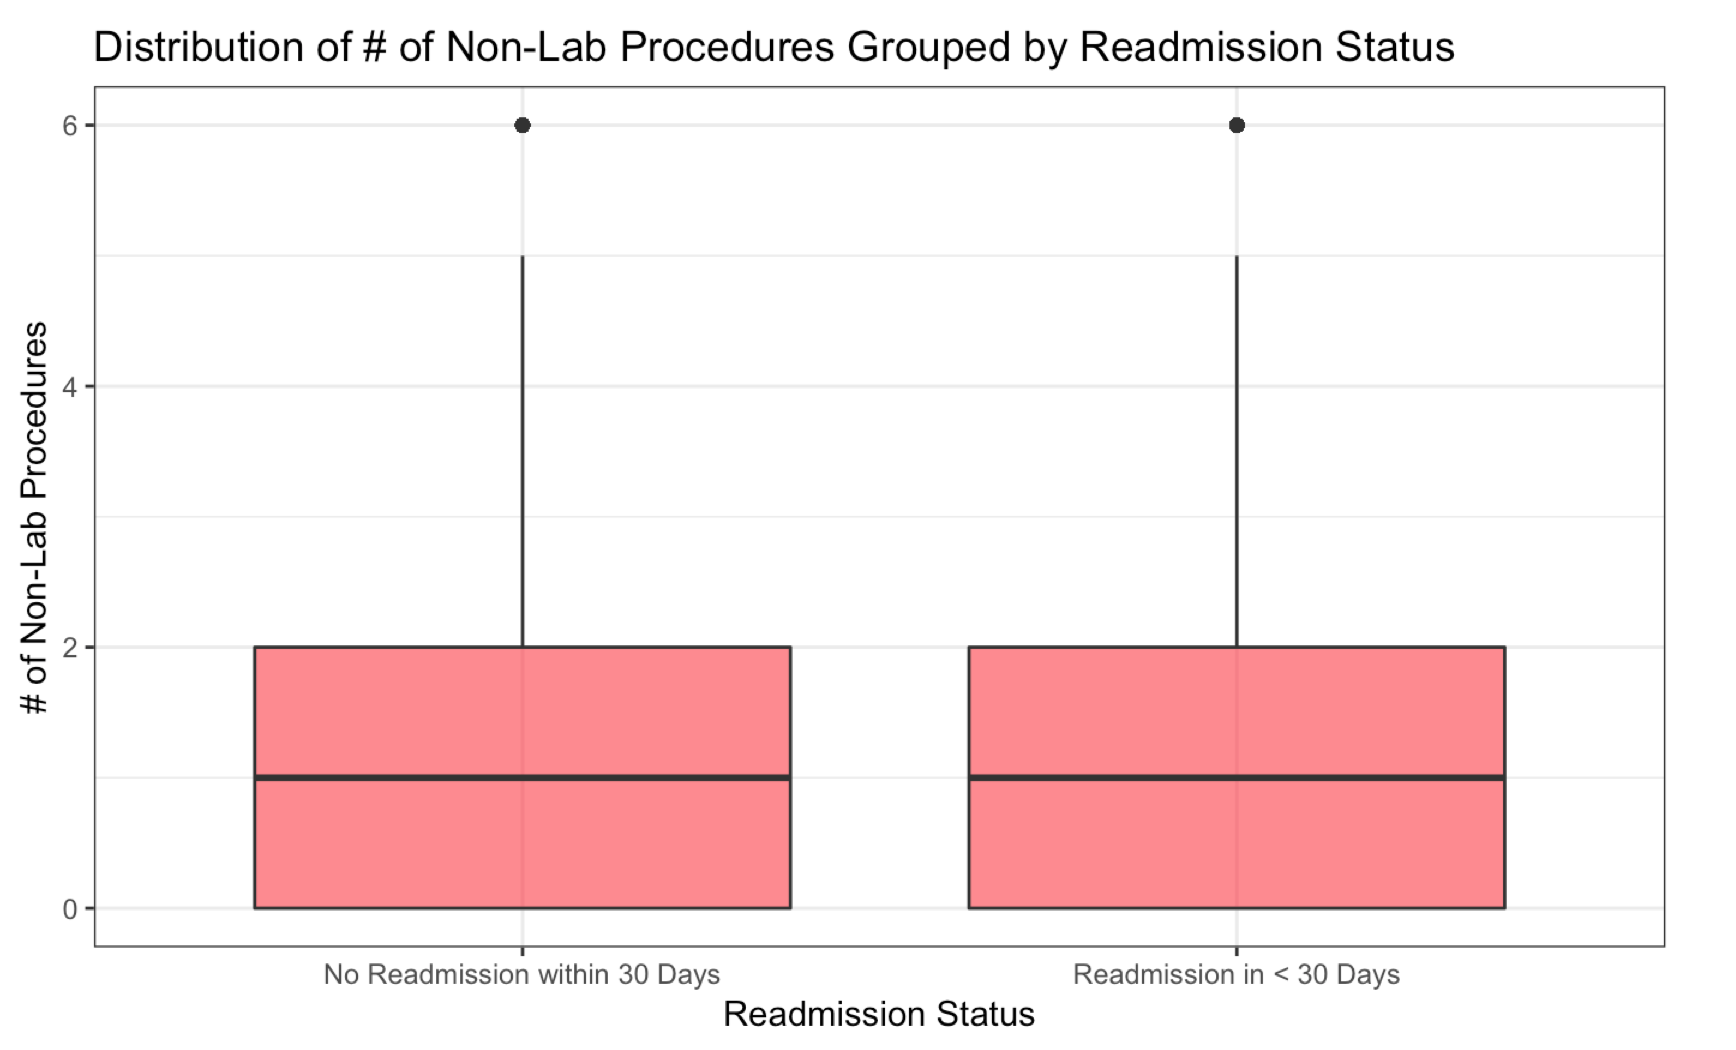 Distribution of # of Non-Lab Procedures Grouped by Readmission Status
# of Non-Lab Procedures
6
4
2
0
No Readmission within 30 Days
Readmission in < 30 Days
Readmission Status